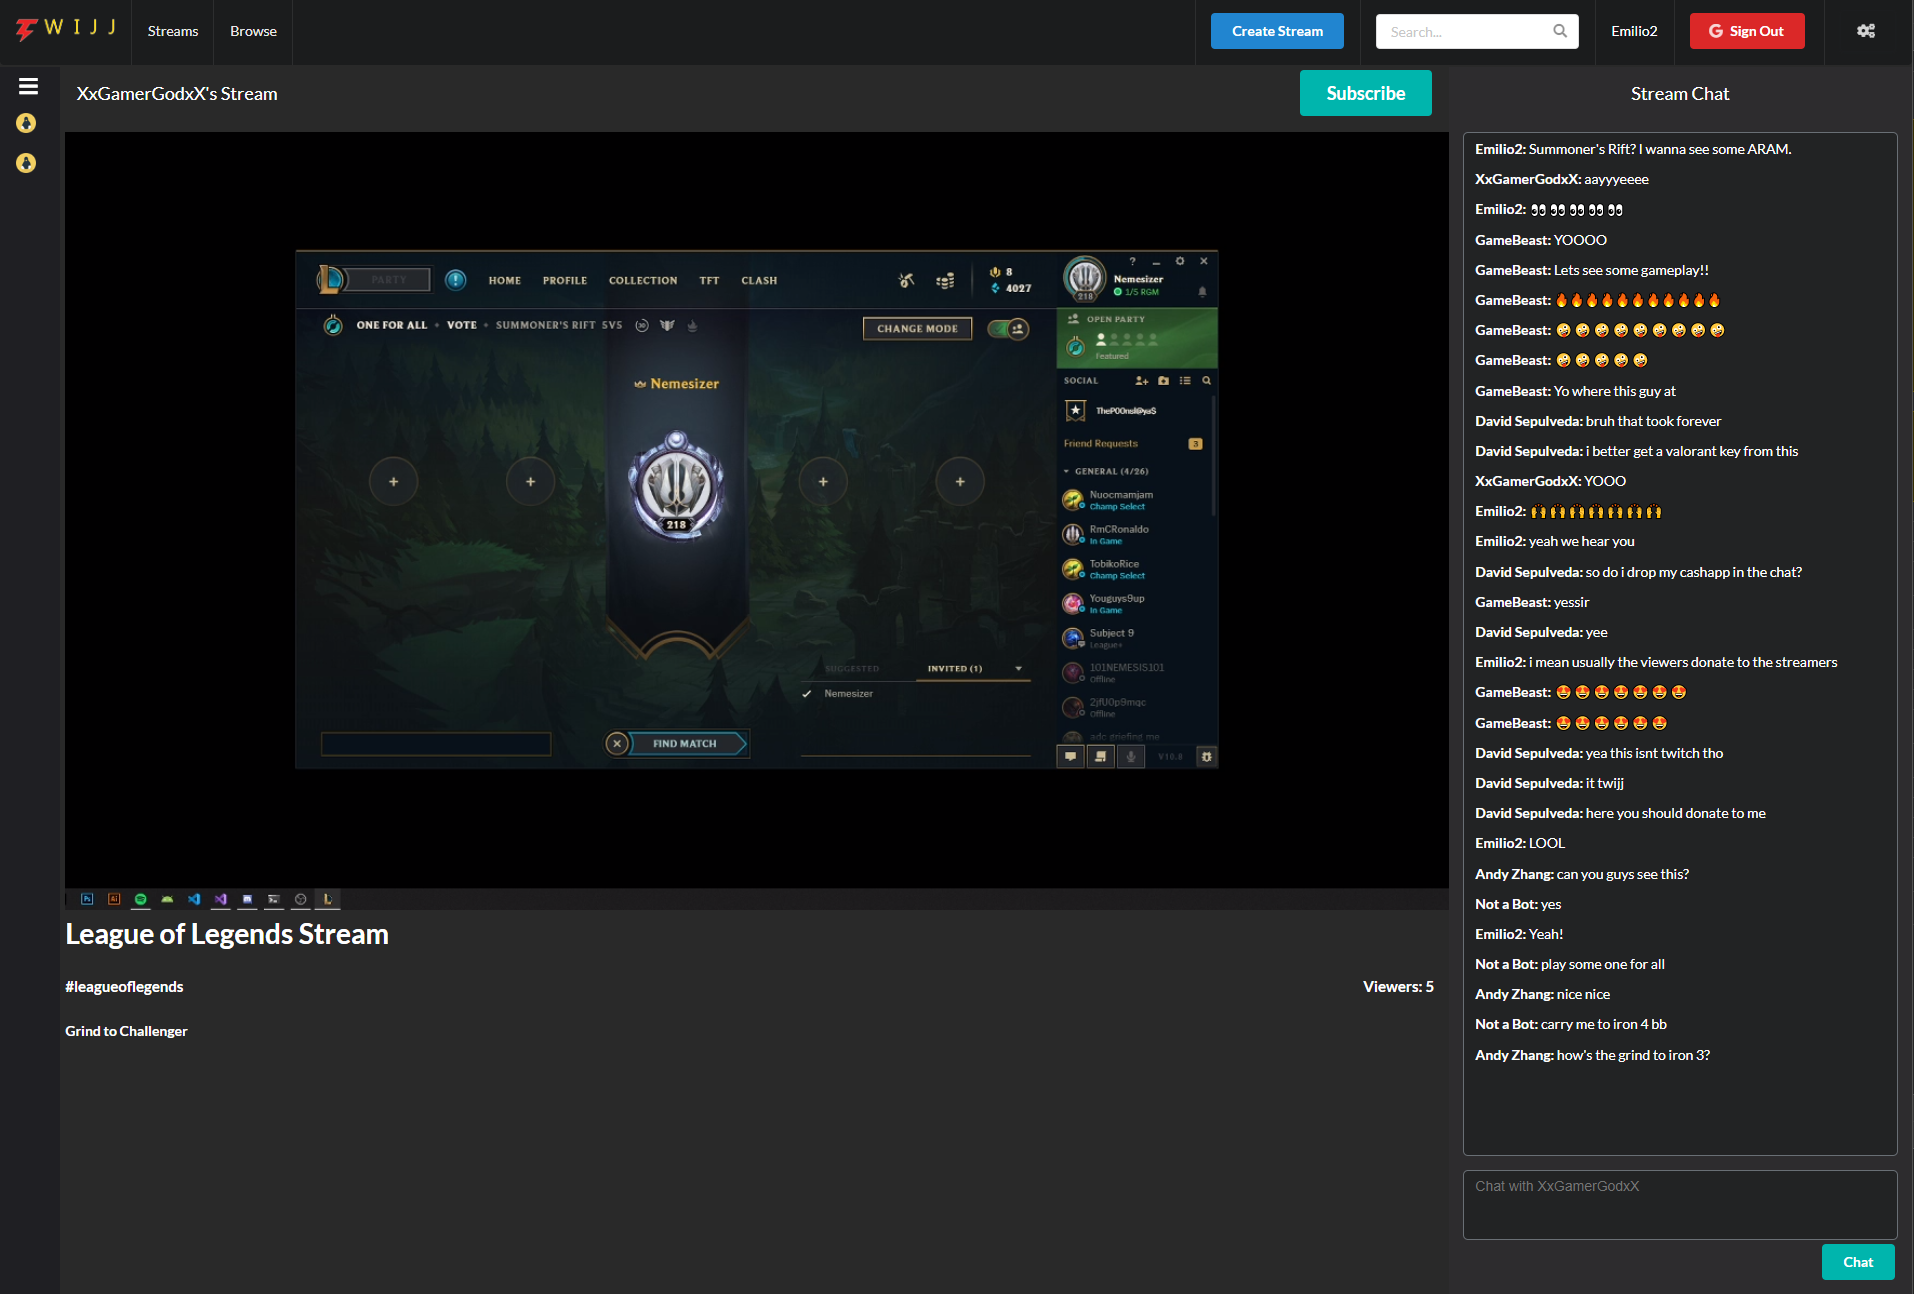 WIJJ
Streams
Browse
Create Stream
Search...
Emilio2
Sign Out
XxGamerGodxX's Stream
Subscribe
Stream Chat
PARTY
HOME
PROFILE
COLLECTION
TFT
CLASH
8
4027
218
Nemesizer
1/5 RGM
ONE FOR ALL • VOTE • SUMMONER'S RIFT 5V5
CHANGE MODE
OPEN PARTY
Featured
SOCIAL
Nemesizer
218
Friend Requests
3
GENERAL (4/26)
Nuocmamjam
Champ Select
RmCRonaldo
In Game
TobikoRice
Champ Select
Youguys9up
In Game
Subject 9
League+
101NEMESIS101
Offline
2jfU0p9mqc
Offline
adc griefing me
SUGGESTED
INVITED (1)
Nemesizer
FIND MATCH
V10.8
Ps
Ai
League of Legends Stream
#leagueoflegends
Viewers: 5
Grind to Challenger
Emilio2: Summoner's Rift? I wanna see some ARAM.
XxGamerGodxX: aayyyeeee
Emilio2: 👀👀👀👀👀
GameBeast: YOOOO
GameBeast: Lets see some gameplay!!
GameBeast: 🔥🔥🔥🔥🔥🔥🔥🔥🔥🔥🔥
GameBeast: 🤪🤪🤪🤪🤪🤪🤪🤪🤪
GameBeast: 🤪🤪🤪🤪🤪
GameBeast: Yo where this guy at
David Sepulveda: bruh that took forever
David Sepulveda: i better get a valorant key from this
XxGamerGodxX: YOOO
Emilio2: 🙌🙌🙌🙌🙌🙌🙌
Emilio2: yeah we hear you
David Sepulveda: so do i drop my cashapp in the chat?
GameBeast: yessir
David Sepulveda: yee
Emilio2: i mean usually the viewers donate to the streamers
GameBeast: 🤩🤩🤩🤩🤩🤩🤩
GameBeast: 🤩🤩🤩🤩🤩🤩
David Sepulveda: yea this isnt twitch tho
David Sepulveda: it twijj
David Sepulveda: here you should donate to me
Emilio2: LOOL
Andy Zhang: can you guys see this?
Not a Bot: yes
Emilio2: Yeah!
Not a Bot: play some one for all
Andy Zhang: nice nice
Not a Bot: carry me to iron 4 bb
Andy Zhang: how's the grind to iron 3?
Chat with XxGamerGodxX
Chat